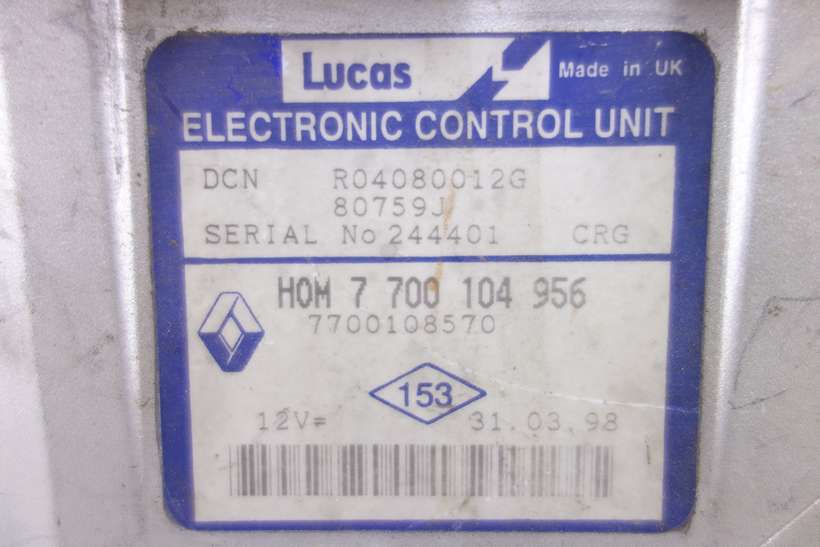 Lucas Made in UK
ELECTRONIC CONTROL UNIT
DCN R04080012G
80759J
SERIAL No 244401 CRG
HOM 7 700 104 956
7700108570
153
12V= 31.03.98